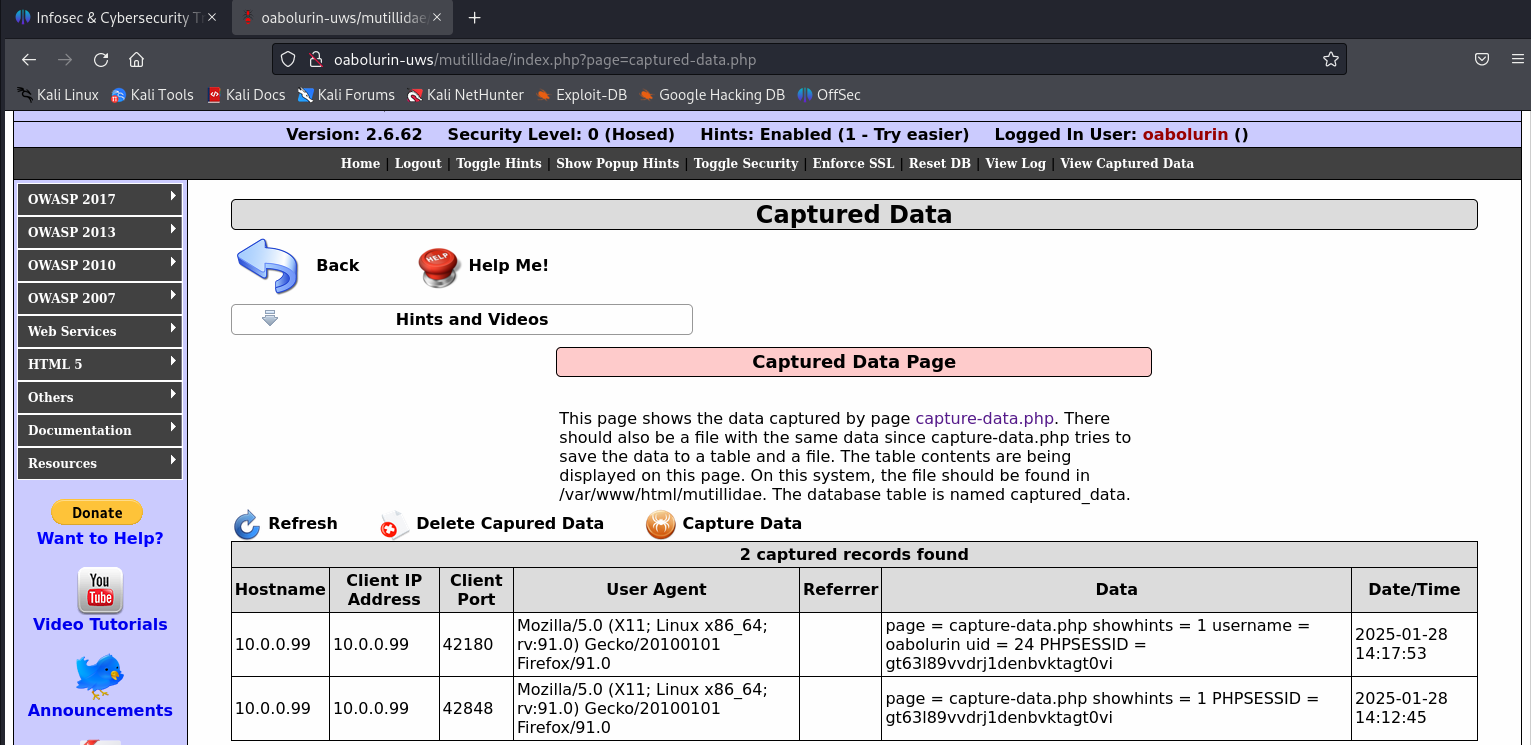 Infosec & Cybersecurity T
oabolurin-uws/mutillidae/
oabolurin-uws/mutillidae/index.php?page=captured-data.php
Kali Linux Kali Tools Kali Docs Kali Forums Kali NetHunter Exploit-DB Google Hacking DB OffSec
Version: 2.6.62 Security Level: 0 (Hosed) Hints: Enabled (1 - Try easier) Logged In User: oabolurin ()
Home | Logout | Toggle Hints | Show Popup Hints | Toggle Security | Enforce SSL | Reset DB | View Log | View Captured Data
OWASP 2017
OWASP 2013
OWASP 2010
OWASP 2007
Web Services
HTML 5
Others
Documentation
Resources
Donate
Want to Help?
You
Tube
Video Tutorials
Announcements
Captured Data
Back
HELP
Help Me!
Hints and Videos
Captured Data Page
This page shows the data captured by page capture-data.php. There
should also be a file with the same data since capture-data.php tries to
save the data to a table and a file. The table contents are being
displayed on this page. On this system, the file should be found in
/var/www/html/mutillidae. The database table is named captured_data.
Refresh Delete Capured Data Capture Data
2 captured records found
Hostname
Client IP
Address
Client
Port
User Agent
Referrer
Data
Date/Time
10.0.0.99
10.0.0.99
42180
Mozilla/5.0 (X11; Linux x86_64;
rv:91.0) Gecko/20100101
Firefox/91.0
page = capture-data.php showhints = 1 username =
oabolurin uid = 24 PHPSESSID =
gt63l89vvdrj1denbvktagt0vi
2025-01-28
14:17:53
10.0.0.99
10.0.0.99
42848
Mozilla/5.0 (X11; Linux x86_64;
rv:91.0) Gecko/20100101
Firefox/91.0
page = capture-data.php showhints = 1 PHPSESSID =
gt63l89vvdrj1denbvktagt0vi
2025-01-28
14:12:45